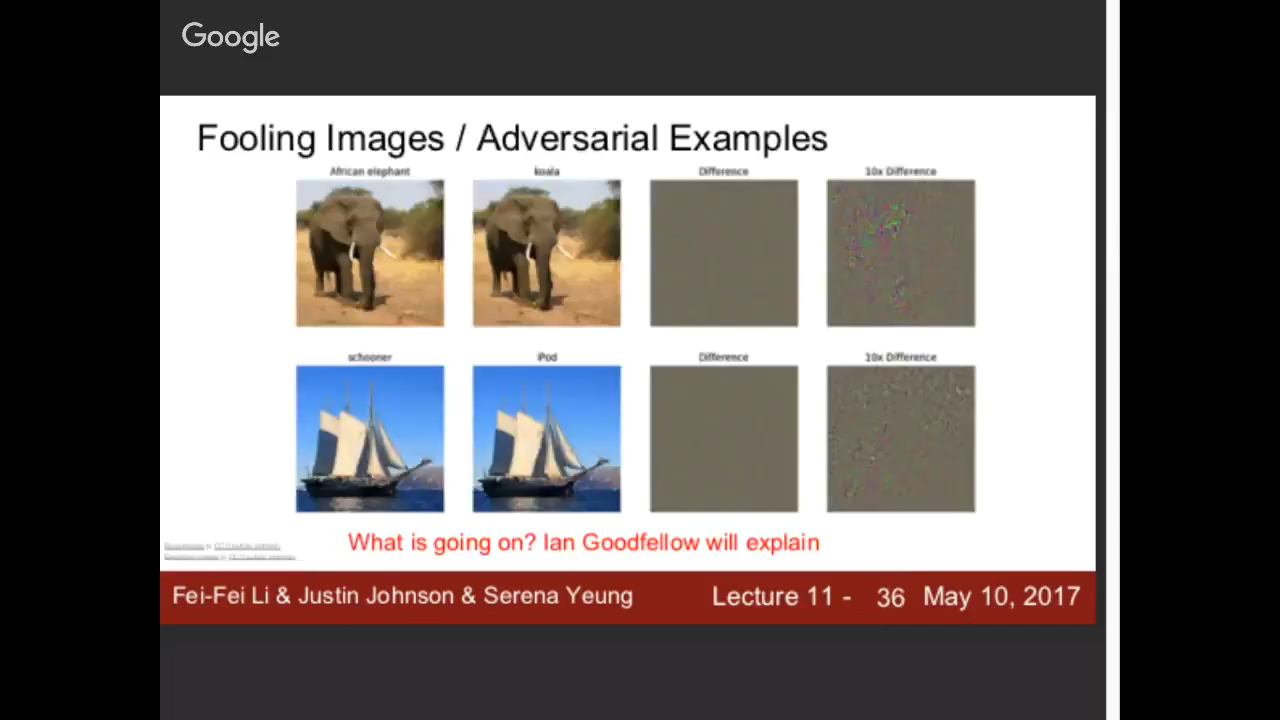 Google
Fooling Images / Adversarial Examples
African elephant koala Difference 10x Difference
schooner iPod Difference 10x Difference
What is going on? Ian Goodfellow will explain
Fei-Fei Li & Justin Johnson & Serena Yeung Lecture 11 - 36 May 10, 2017